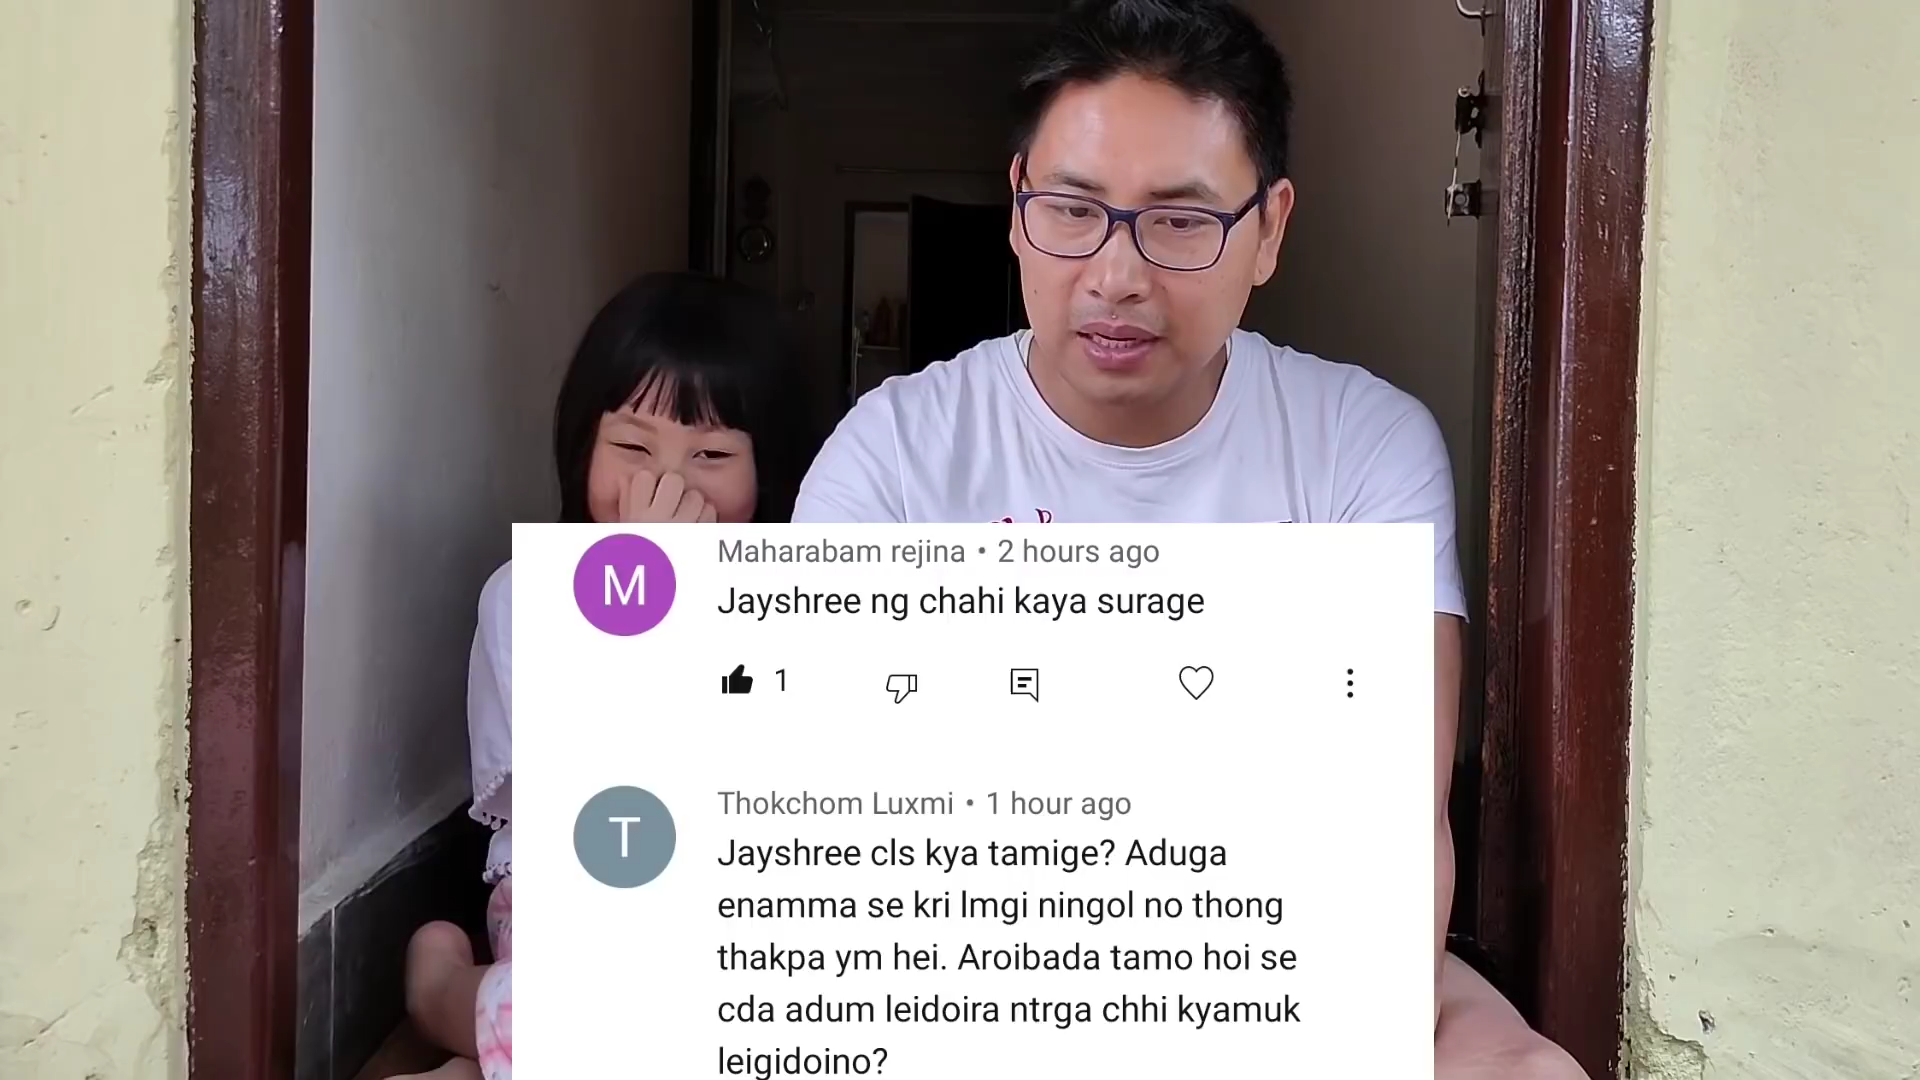 Maharabam rejina • 2 hours ago
Jayshree ng chahi kaya surage
1
Thokchom Luxmi • 1 hour ago
Jayshree cls kya tamige? Aduga
enamma se kri lmgi ningol no thong
thakpa ym hei. Aroibada tamo hoi se
cda adum leidoira ntrga chhi kyamuk
leigidoino?
M
T